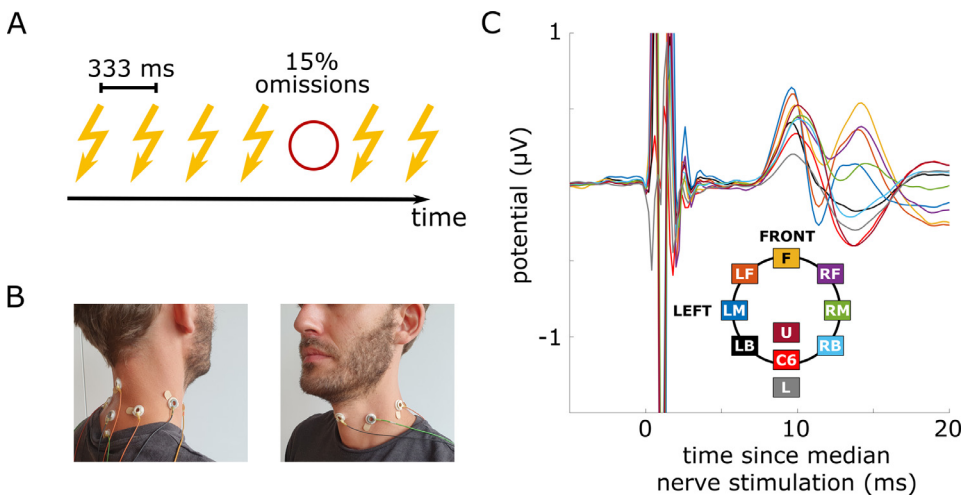 A
333 ms
15%
omissions
time
B
C
potential (µV)
1
-1
0
10
20
time since median
nerve stimulation (ms)
FRONT
F
LF
RF
LEFT
LM
RM
LB
U
RB
C6
L